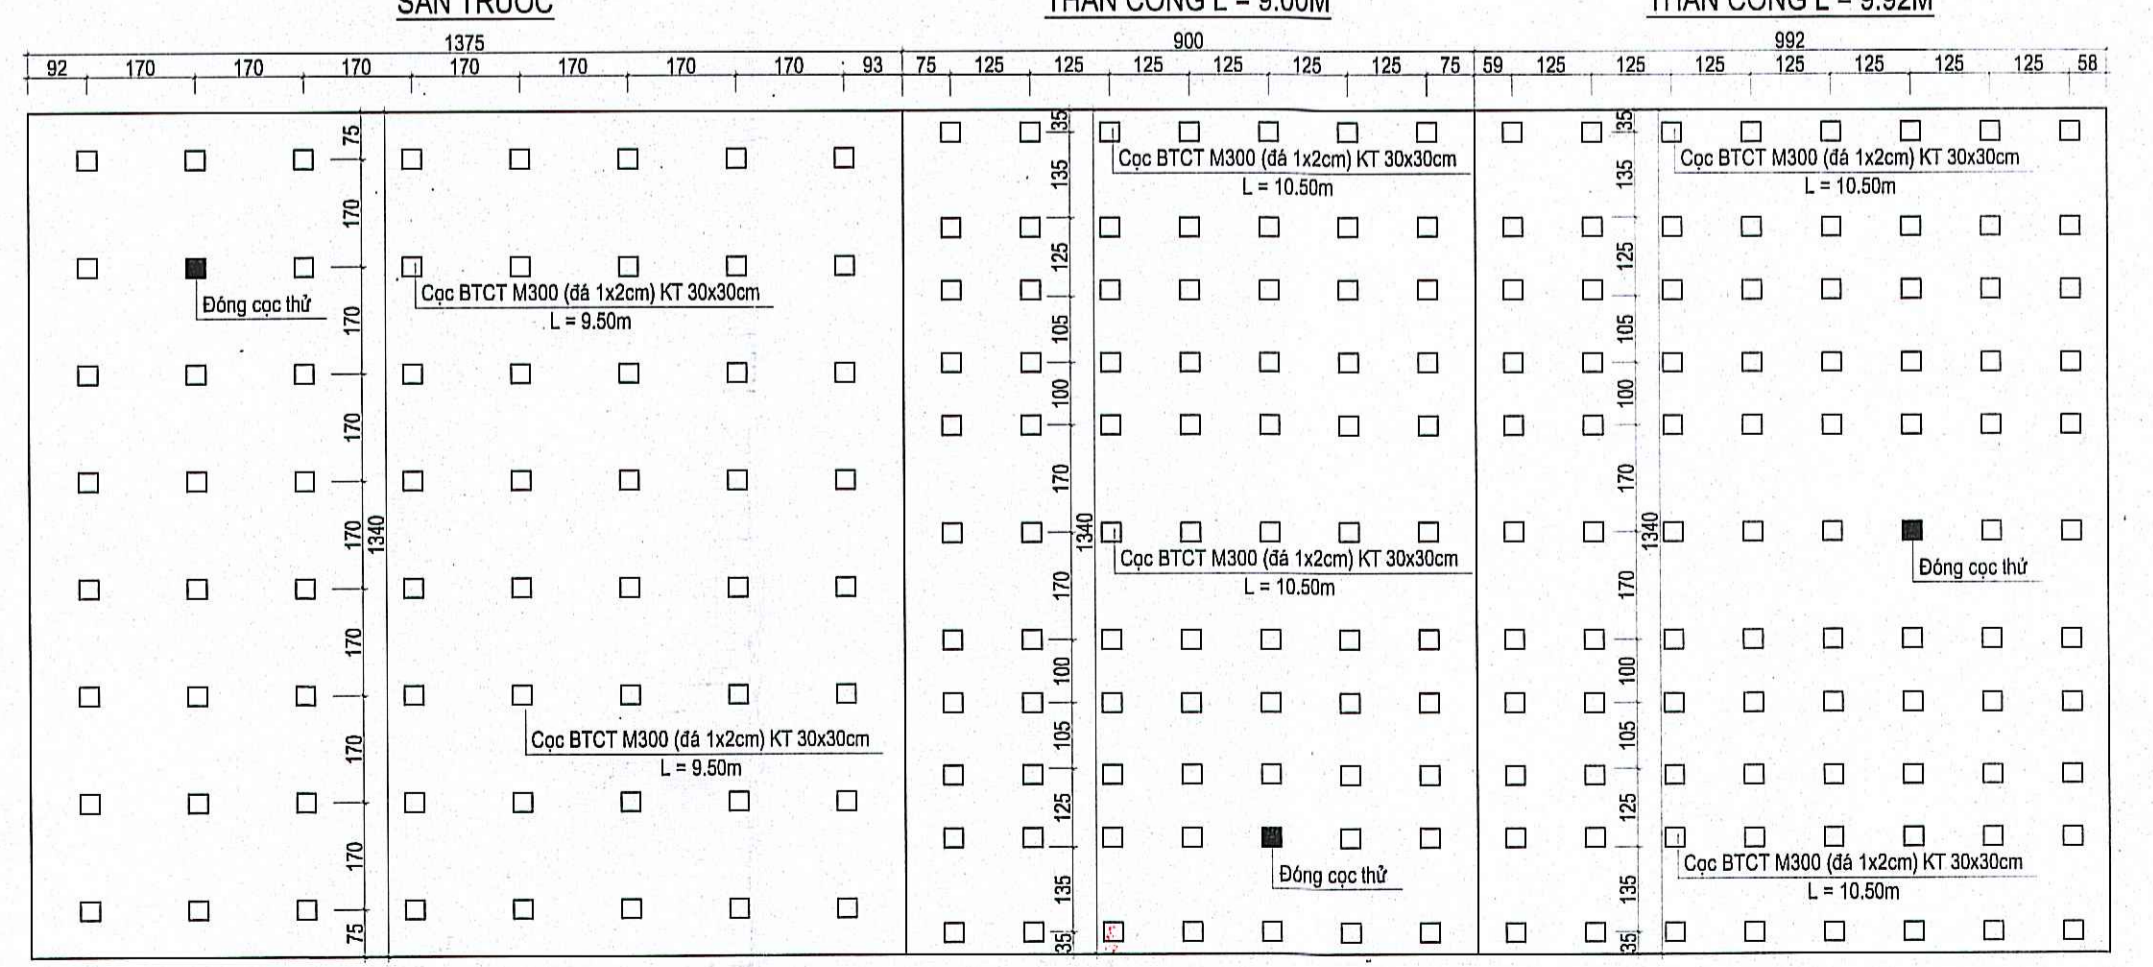 SÂN TRƯỚC
THÂN CỐNG L = 9.00M
THÂN CỐNG L = 9.92M
1375
900
992
92 170 170 170 170 170 170 170 93 75 125 125 125 125 125 125 75 59 125 125 125 125 125 125 125 58
75
170
170
170
170
170
170
170
75
1340
Đóng cọc thử
Cọc BTCT M300 (đá 1x2cm) KT 30x30cm
L = 9.50m
Cọc BTCT M300 (đá 1x2cm) KT 30x30cm
L = 9.50m
35
135
125
105
100
170
170
100
105
125
135
35
1340
Cọc BTCT M300 (đá 1x2cm) KT 30x30cm
L = 10.50m
Cọc BTCT M300 (đá 1x2cm) KT 30x30cm
L = 10.50m
Đóng cọc thử
35
135
125
105
100
170
170
100
105
125
135
35
1340
Cọc BTCT M300 (đá 1x2cm) KT 30x30cm
L = 10.50m
Đóng cọc thử
Cọc BTCT M300 (đá 1x2cm) KT 30x30cm
L = 10.50m